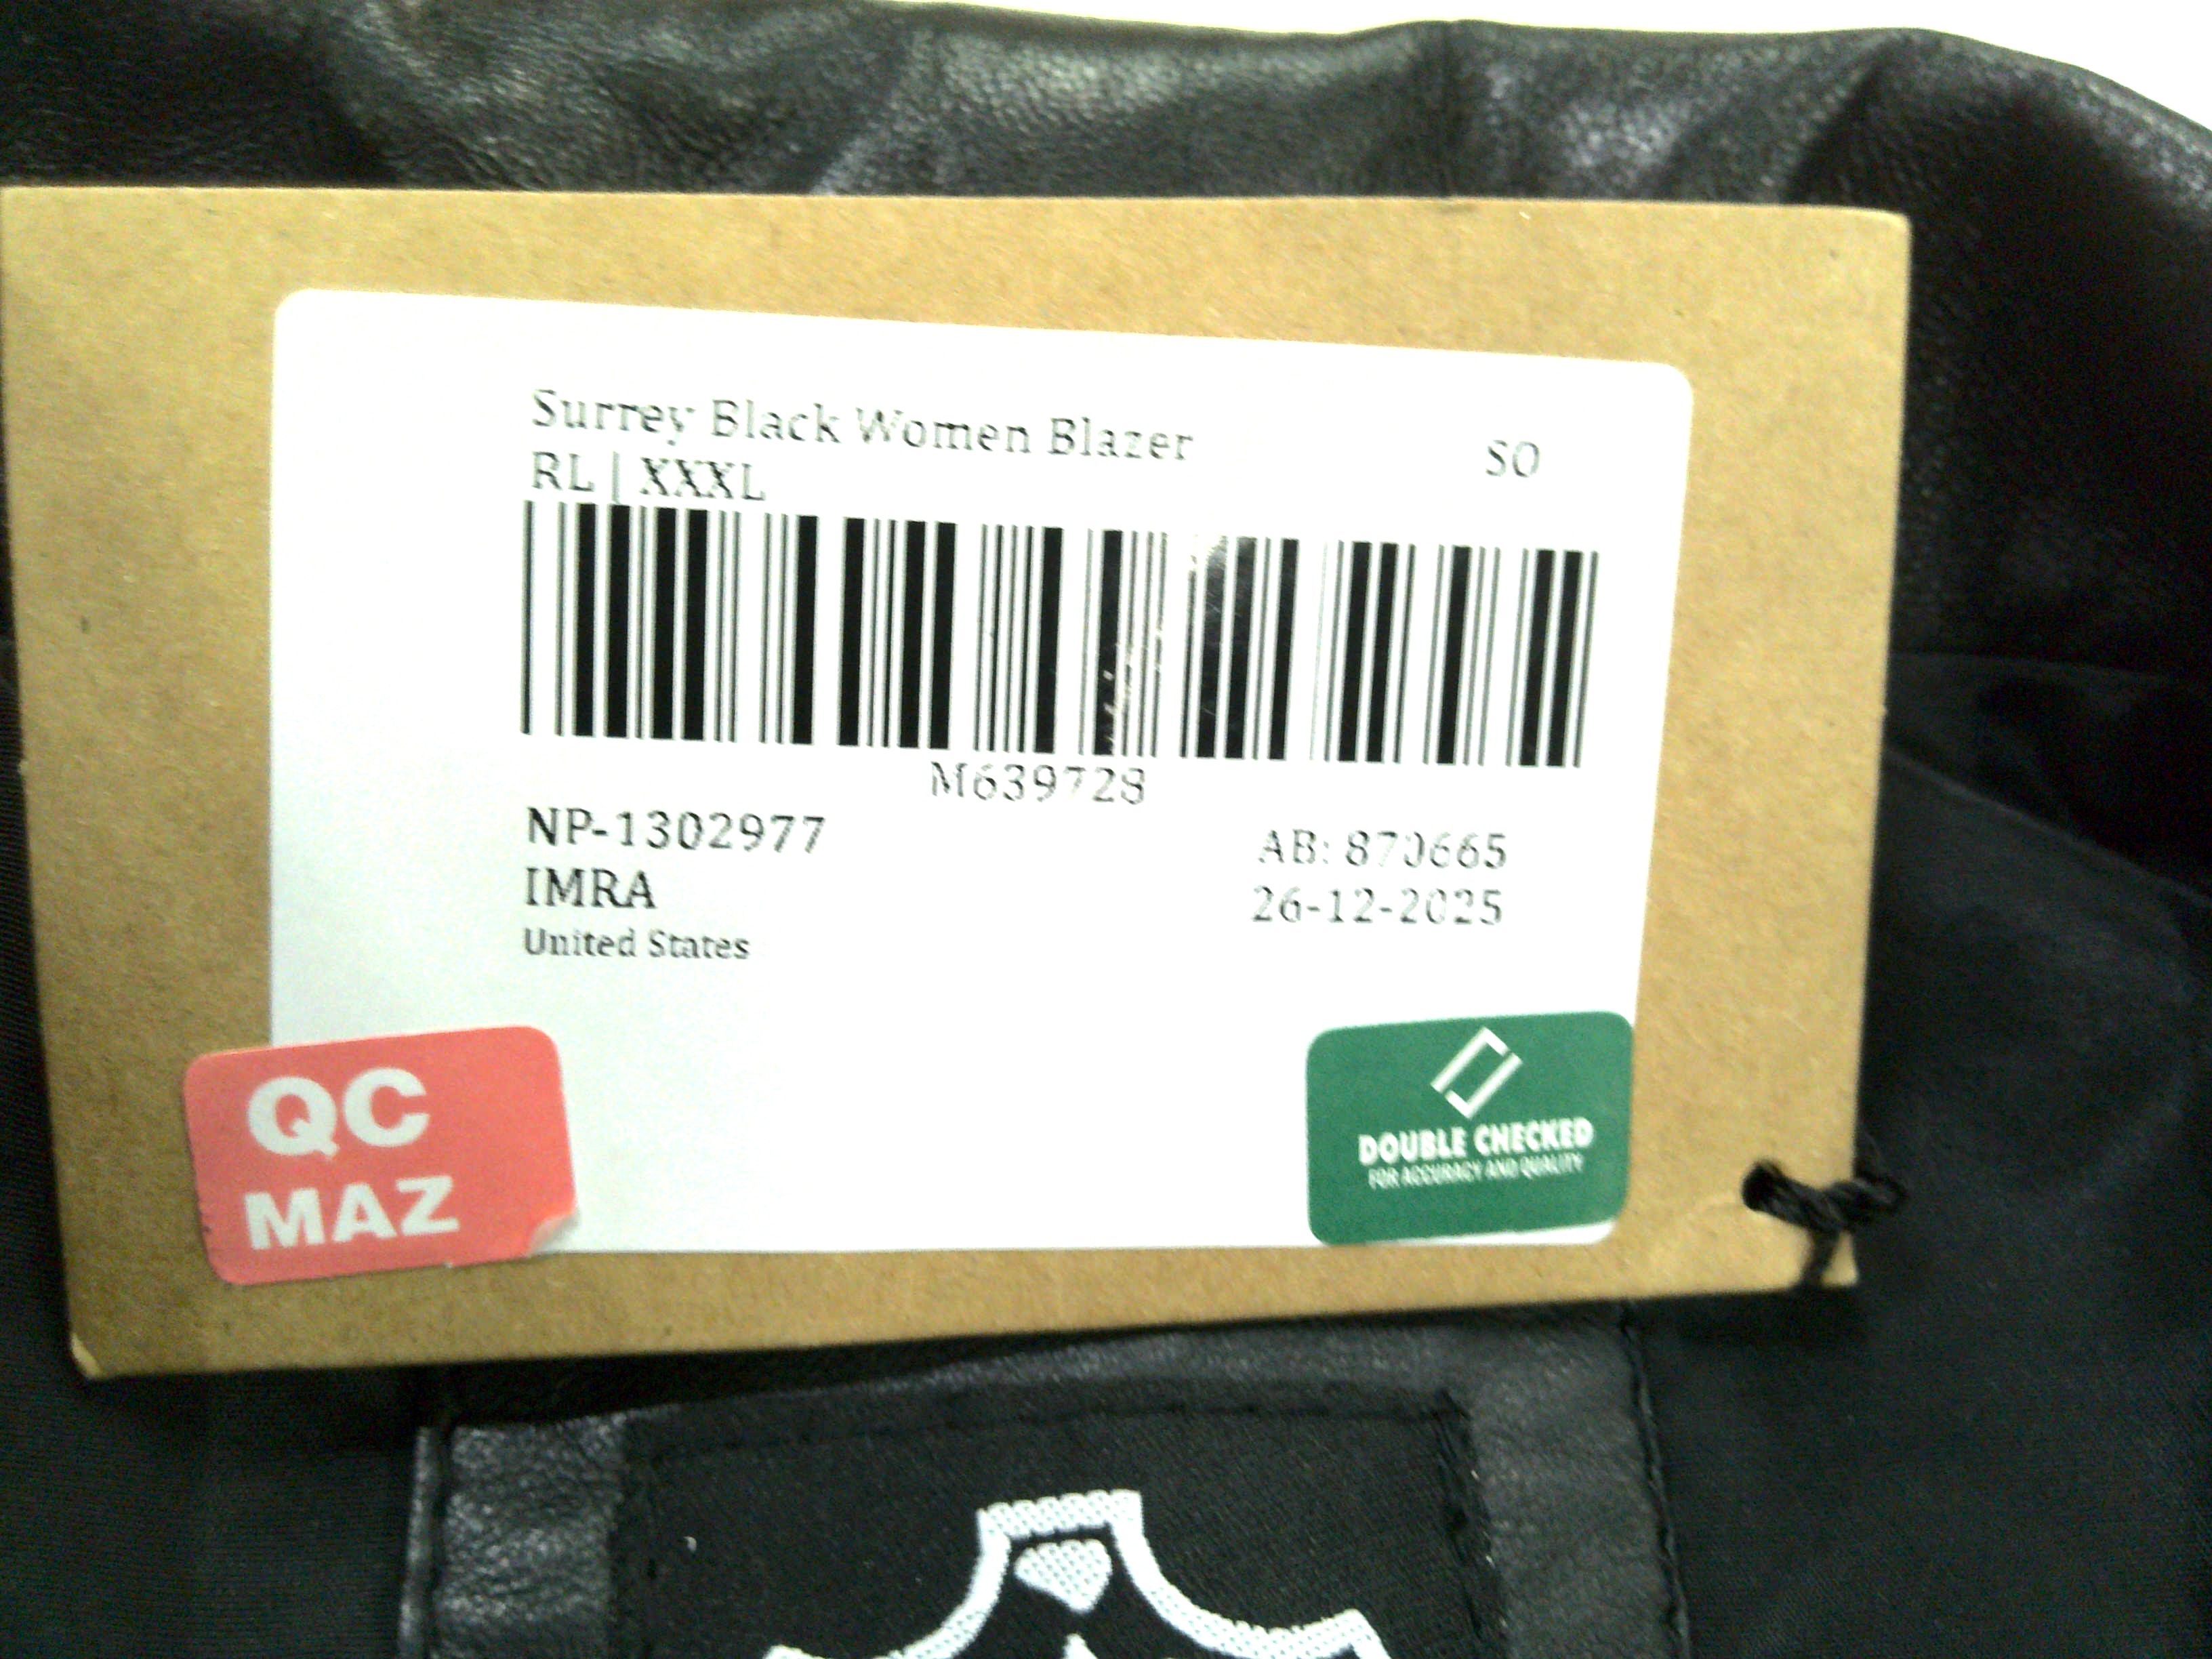 Surrey Black Women Blazer SO
RL | XXXL
M639728
NP-1302977 AB: 870665
IMRA 26-12-2025
United States
QC
MAZ
DOUBLE CHECKED
FOR ACCURACY AND QUALITY